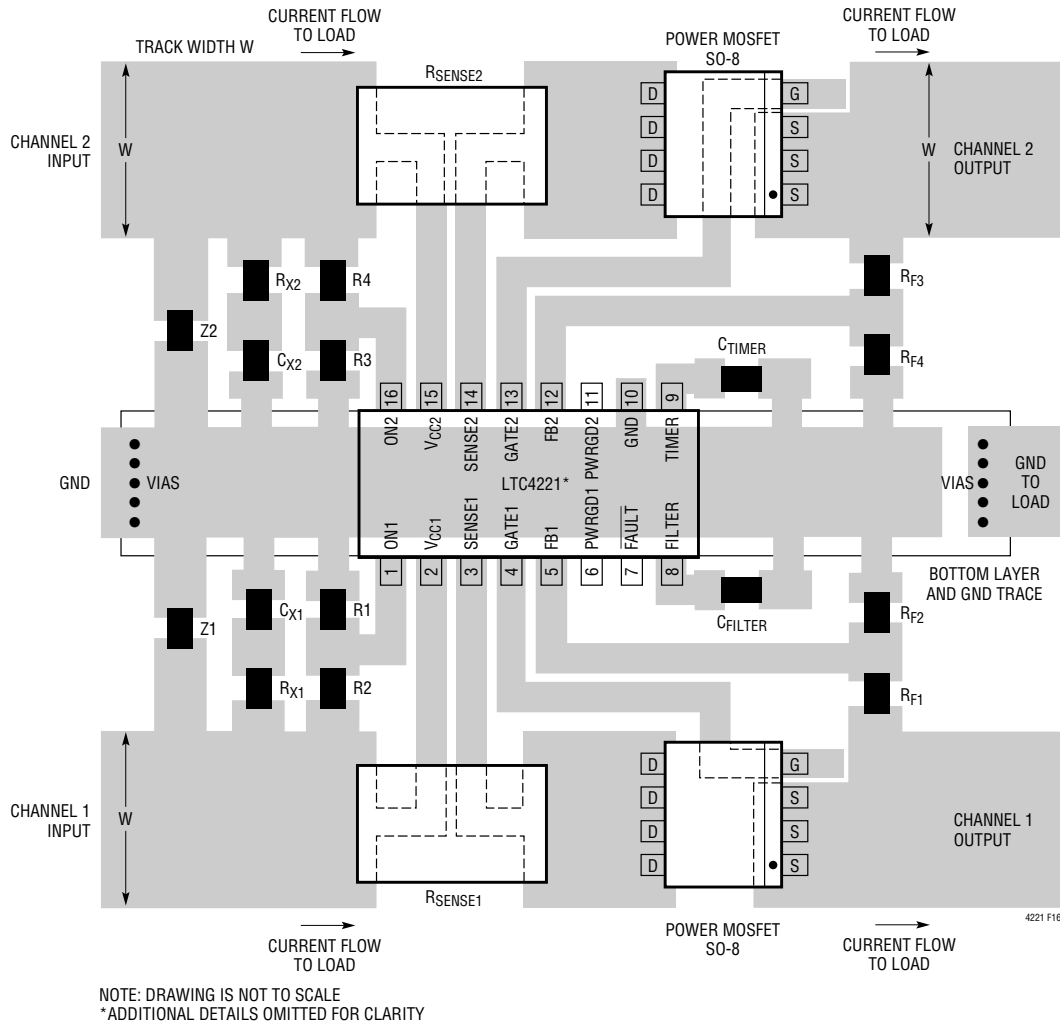 CURRENT FLOW
TO LOAD
TRACK WIDTH W
RSENSE2
POWER MOSFET
SO-8
CURRENT FLOW
TO LOAD
CHANNEL 2
INPUT
W
D
D
D
D
G
S
S
S
W
CHANNEL 2
OUTPUT
RX2
R4
RF3
Z2
CX2
R3
CTIMER
RF4
16
15
14
13
12
11
10
9
ON2
VCC2
SENSE2
GATE2
FB2
PWRGD2
GND
TIMER
GND
VIAS
LTC4221*
VIAS
GND
TO
LOAD
ON1
VCC1
SENSE1
GATE1
FB1
PWRGD1
FAULT
FILTER
1
2
3
4
5
6
7
8
BOTTOM LAYER
AND GND TRACE
Z1
CX1
R1
CFILTER
RF2
RX1
R2
RF1
CHANNEL 1
INPUT
W
D
D
D
D
G
S
S
S
CHANNEL 1
OUTPUT
RSENSE1
4221 F16
CURRENT FLOW
TO LOAD
POWER MOSFET
SO-8
CURRENT FLOW
TO LOAD
NOTE: DRAWING IS NOT TO SCALE
*ADDITIONAL DETAILS OMITTED FOR CLARITY